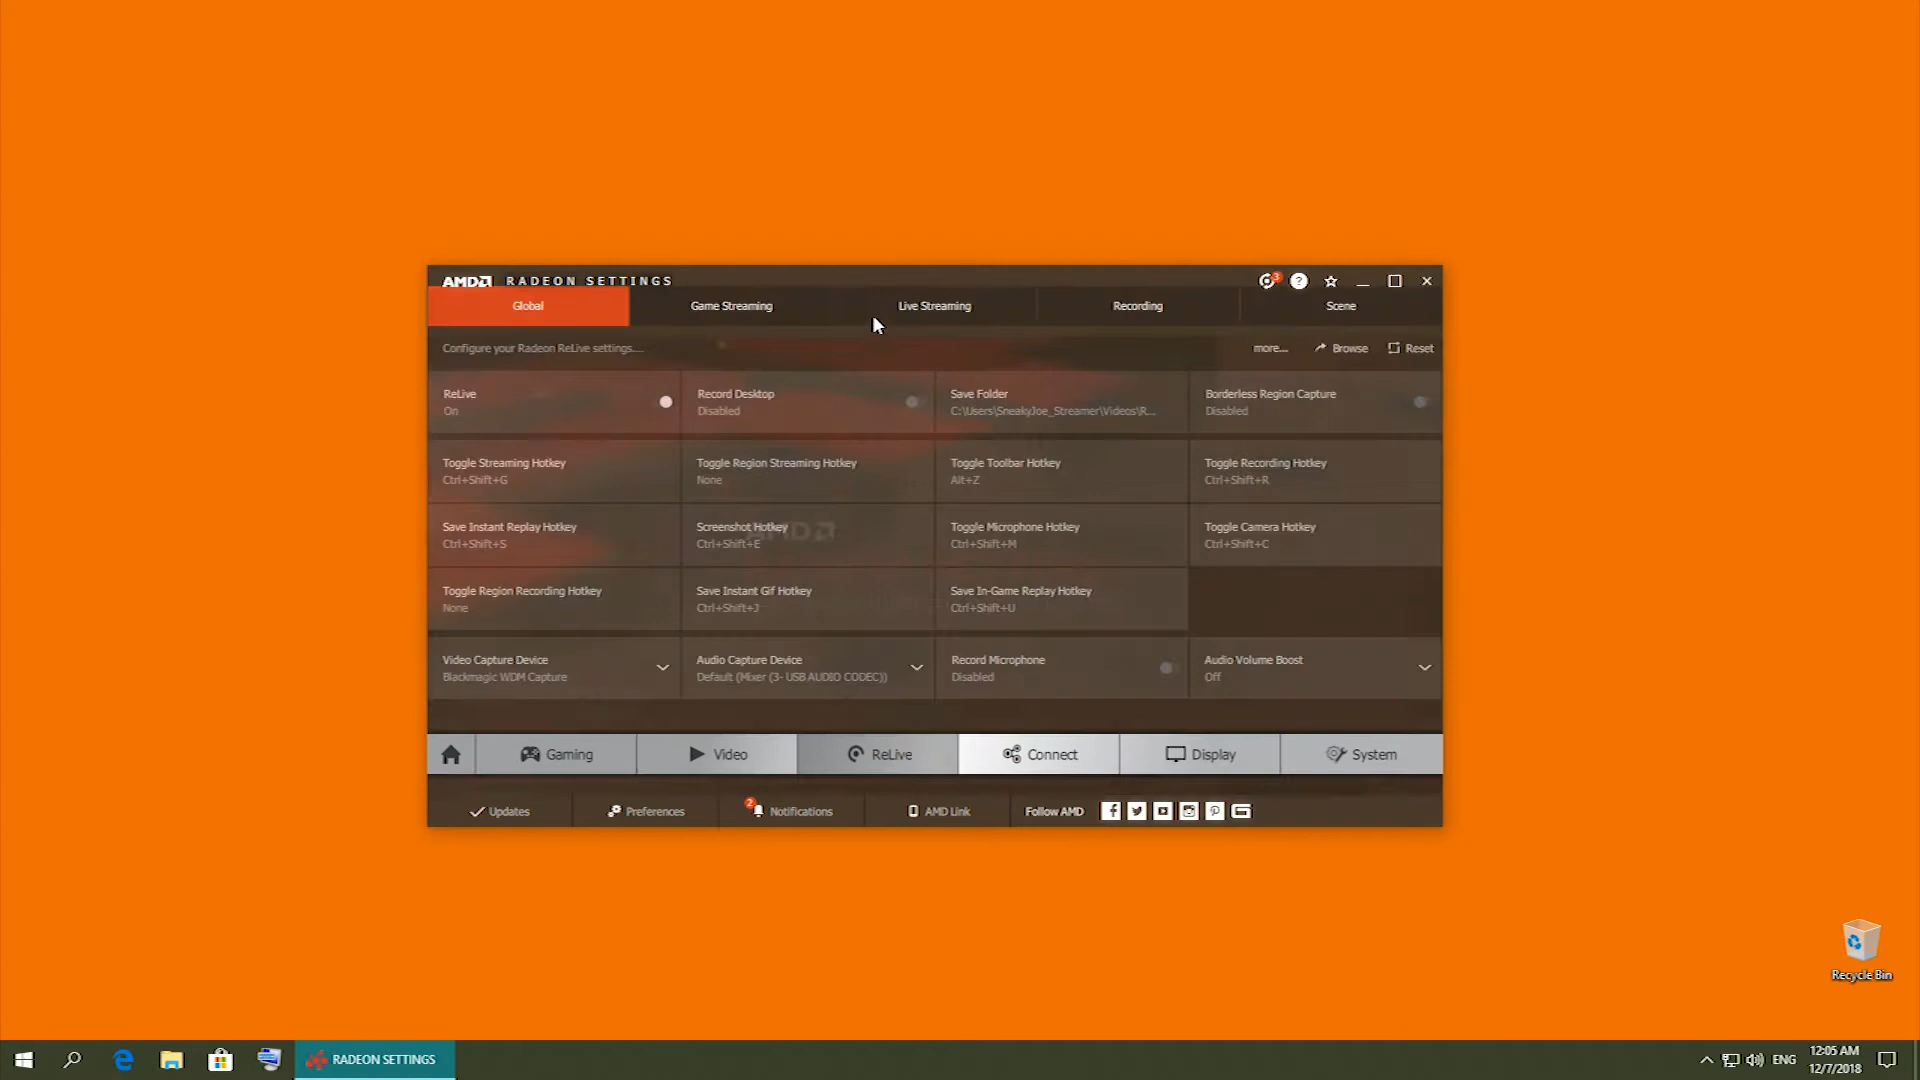 AMD RADEON SETTINGS
3
?
Global
Game Streaming
Live Streaming
Recording
Scene
Configure your Radeon ReLive settings....
more...
Browse
Reset
ReLive
On
Record Desktop
Disabled
Save Folder
C:\Users\SneakyJoe_Streamer\Videos\R...
Borderless Region Capture
Disabled
Toggle Streaming Hotkey
Ctrl+Shift+G
Toggle Region Streaming Hotkey
None
Toggle Toolbar Hotkey
Alt+Z
Toggle Recording Hotkey
Ctrl+Shift+R
Save Instant Replay Hotkey
Ctrl+Shift+S
Screenshot Hotkey
Ctrl+Shift+E
AMD
Toggle Microphone Hotkey
Ctrl+Shift+M
Toggle Camera Hotkey
Ctrl+Shift+C
Toggle Region Recording Hotkey
None
Save Instant Gif Hotkey
Ctrl+Shift+J
Save In-Game Replay Hotkey
Ctrl+Shift+U
Video Capture Device
Blackmagic WDM Capture
Audio Capture Device
Default (Mixer (3- USB AUDIO CODEC))
Record Microphone
Disabled
Audio Volume Boost
Off
Gaming
Video
ReLive
Connect
Display
System
Updates
Preferences
2
Notifications
AMD Link
Follow AMD
Recycle Bin
RADEON SETTINGS
ENG
12:05 AM
12/7/2018